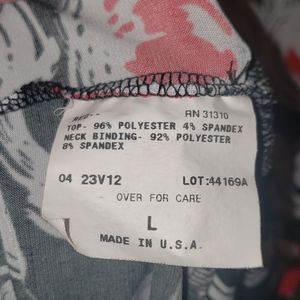 RN 31310
TOP- 96% POLYESTER 4% SPANDEX
NECK BINDING- 92% POLYESTER
8% SPANDEX
04 23V12 LOT:44169A
OVER FOR CARE
L
MADE IN U.S.A.